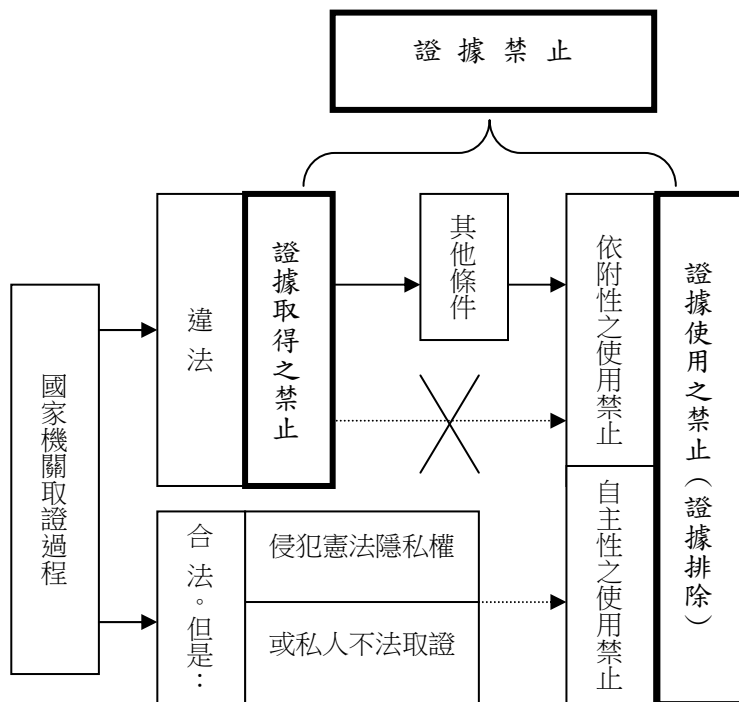 證據禁止
國家機關取證過程
違法
證據取得之禁止
其他條件
依附性之使用禁止
證據使用之禁止（證據排除）
合法。但是：
侵犯憲法隱私權
或私人不法取證
自主性之使用禁止